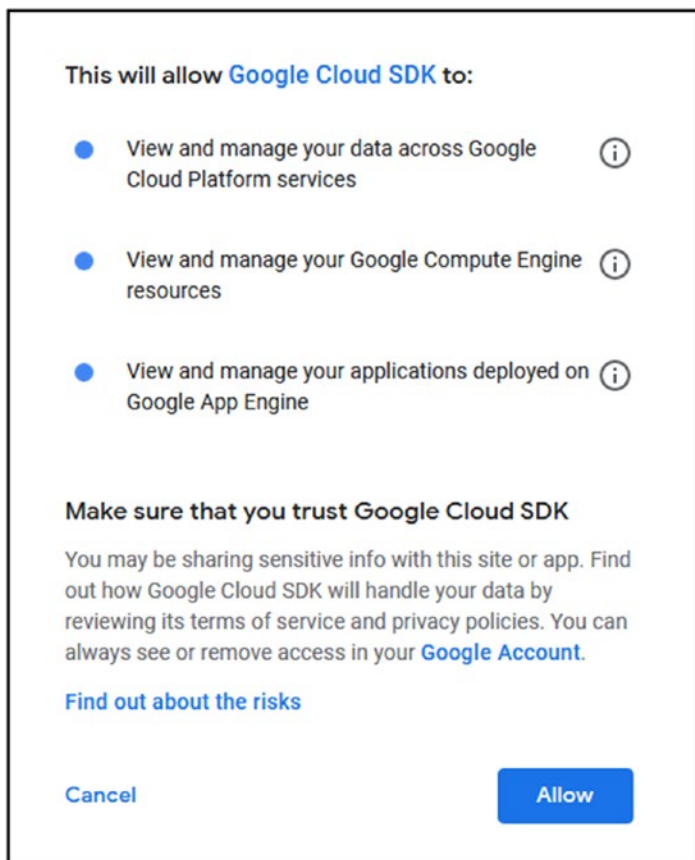 This will allow Google Cloud SDK to:
View and manage your data across Google
Cloud Platform services
View and manage your Google Compute Engine
resources
View and manage your applications deployed on
Google App Engine
Make sure that you trust Google Cloud SDK
You may be sharing sensitive info with this site or app. Find
out how Google Cloud SDK will handle your data by
reviewing its terms of service and privacy policies. You can
always see or remove access in your Google Account.
Find out about the risks
Cancel
Allow